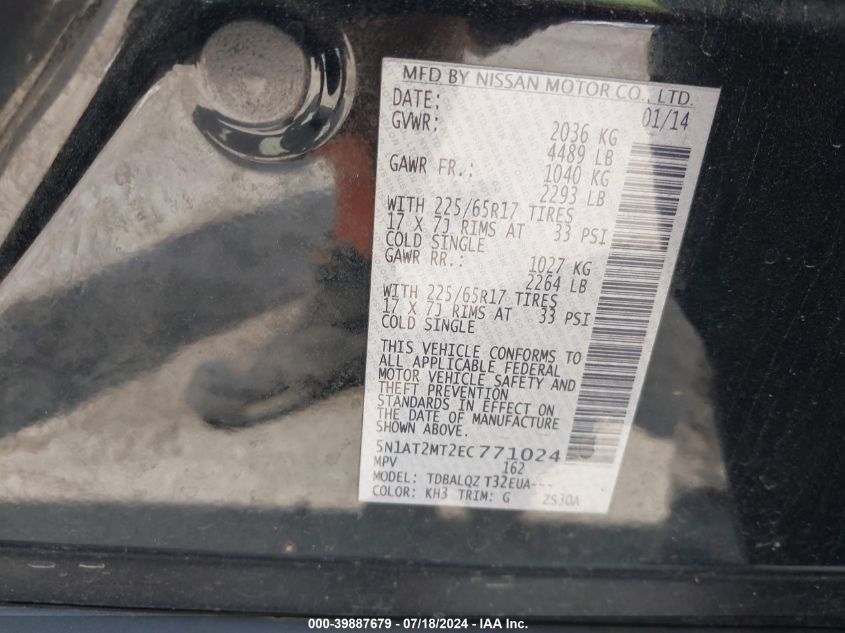 MFD BY NISSAN MOTOR CO., LTD.
DATE: 01/14
GVWR: 2036 KG
4489 LB
GAWR FR.: 1040 KG
2293 LB
WITH 225/65R17 TIRES
17 X 7J RIMS AT 33 PSI
COLD SINGLE
GAWR RR.: 1027 KG
2264 LB
WITH 225/65R17 TIRES
17 X 7J RIMS AT 33 PSI
COLD SINGLE
THIS VEHICLE CONFORMS TO
ALL APPLICABLE FEDERAL
MOTOR VEHICLE SAFETY AND
THEFT PREVENTION
STANDARDS IN EFFECT ON
THE DATE OF MANUFACTURE
SHOWN ABOVE.
5N1AT2MT2EC771024
MPV 162
MODEL: TDBALQZ T32EUA---
COLOR: KH3 TRIM: G ZS30A
000-39887679 / 07/18/2024 - IAA Inc.